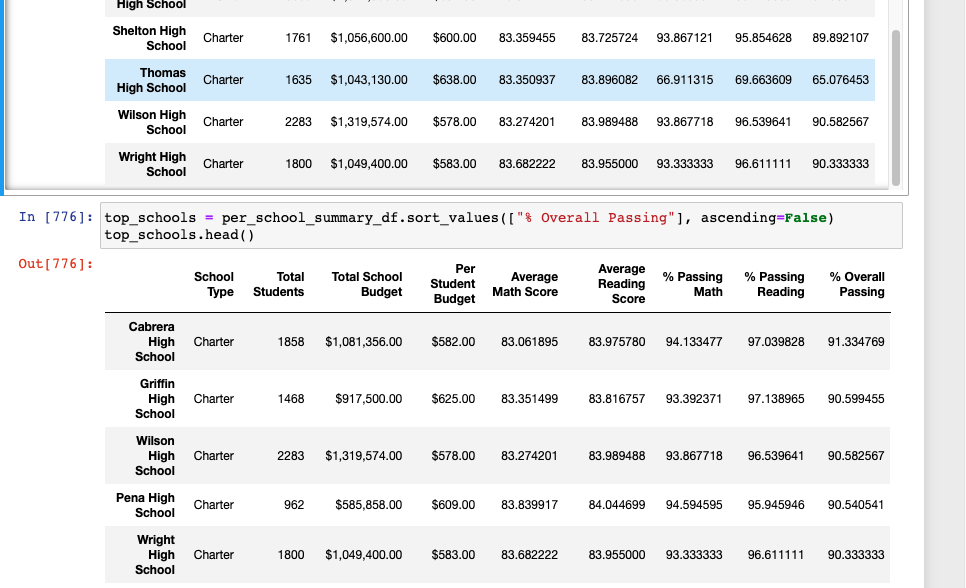 High School
Shelton High School Charter 1761 $1,056,600.00 $600.00 83.359455 83.725724 93.867121 95.854628 89.892107
Thomas High School Charter 1635 $1,043,130.00 $638.00 83.350937 83.896082 66.911315 69.663609 65.076453
Wilson High School Charter 2283 $1,319,574.00 $578.00 83.274201 83.989488 93.867718 96.539641 90.582567
Wright High School Charter 1800 $1,049,400.00 $583.00 83.682222 83.955000 93.333333 96.611111 90.333333
In [776]: top_schools = per_school_summary_df.sort_values(["% Overall Passing"], ascending=False)
top_schools.head()
Out[776]:
School Type Total Students Total School Budget Per Student Budget Average Math Score Average Reading Score % Passing Math % Passing Reading % Overall Passing
Cabrera High School Charter 1858 $1,081,356.00 $582.00 83.061895 83.975780 94.133477 97.039828 91.334769
Griffin High School Charter 1468 $917,500.00 $625.00 83.351499 83.816757 93.392371 97.138965 90.599455
Wilson High School Charter 2283 $1,319,574.00 $578.00 83.274201 83.989488 93.867718 96.539641 90.582567
Pena High School Charter 962 $585,858.00 $609.00 83.839917 84.044699 94.594595 95.945946 90.540541
Wright High School Charter 1800 $1,049,400.00 $583.00 83.682222 83.955000 93.333333 96.611111 90.333333